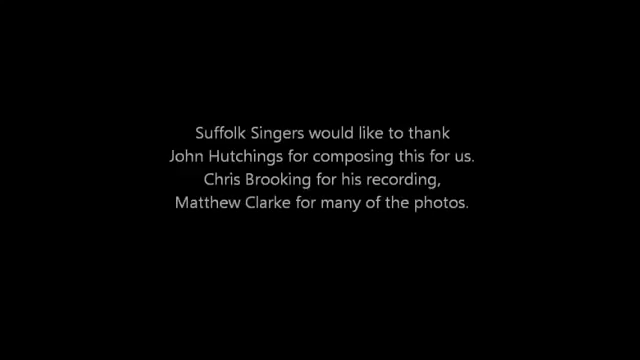 Suffolk Singers would like to thank
John Hutchings for composing this for us.
Chris Brooking for his recording,
Matthew Clarke for many of the photos.